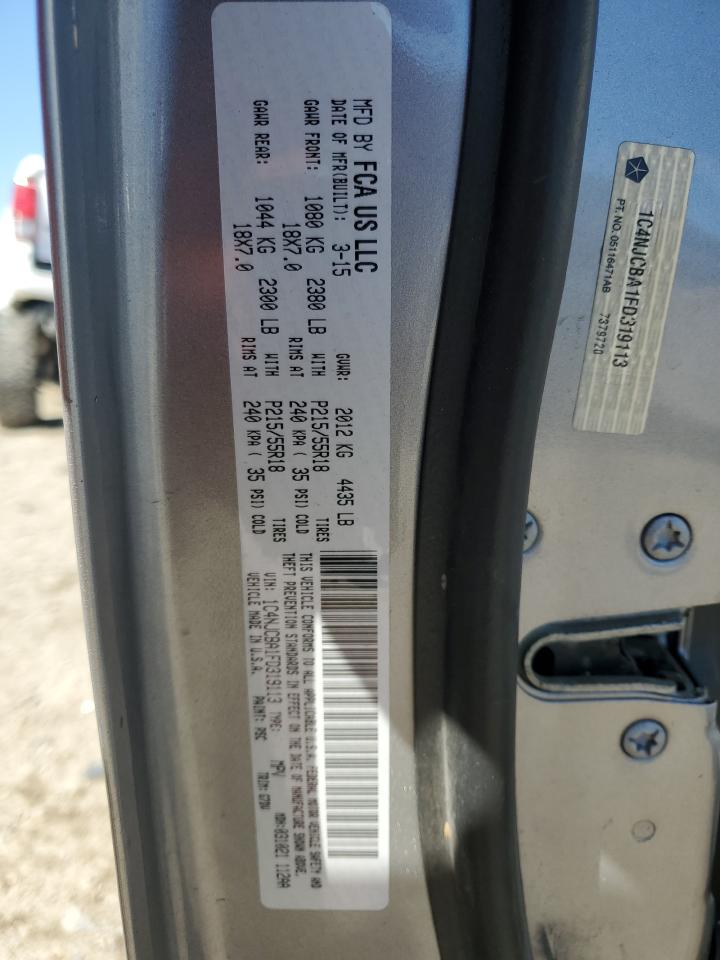 MFD BY FCA US LLC
DATE OF MFR(BUILT): 3-15 GVWR: 2012 KG 4435 LB
GAWR FRONT: 1080 KG 2380 LB WITH P215/55R18 TIRES
18X7.0 RIMS AT 240 KPA ( 35 PSI) COLD
GAWR REAR: 1044 KG 2300 LB WITH P215/55R18 TIRES
18X7.0 RIMS AT 240 KPA ( 35 PSI) COLD
THIS VEHICLE CONFORMS TO ALL APPLICABLE U.S.A. FEDERAL MOTOR VEHICLE SAFETY AND
THEFT PREVENTION STANDARDS IN EFFECT ON THE DATE OF MANUFACTURE SHOWN ABOVE.
VIN: 1C4NJCBA1FD319113 TYPE: MPV MDH:031021 112AA
VEHICLE MADE IN U.S.A. PAINT: PSC TRIM:
1C4NJCBA1FD319113
PT. NO. 05116471AB 7379720